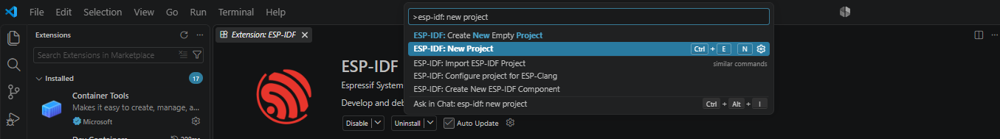 File Edit Selection View Go Run Terminal Help
>esp-idf: new project
ESP-IDF: Create New Empty Project
ESP-IDF: New Project Ctrl + E N
ESP-IDF: Import ESP-IDF Project similar commands
ESP-IDF: Configure project for ESP-Clang
ESP-IDF: Create New ESP-IDF Component
Ask in Chat: esp-idf: new project Ctrl + Alt + I
Extensions
Search Extensions in Marketplace
Installed 17
Container Tools
Makes it easy to create, manage, a...
Microsoft
Dev Containers
Extension: ESP-IDF
ESP-IDF
Espressif System
Develop and deb
Disable Uninstall Auto Update